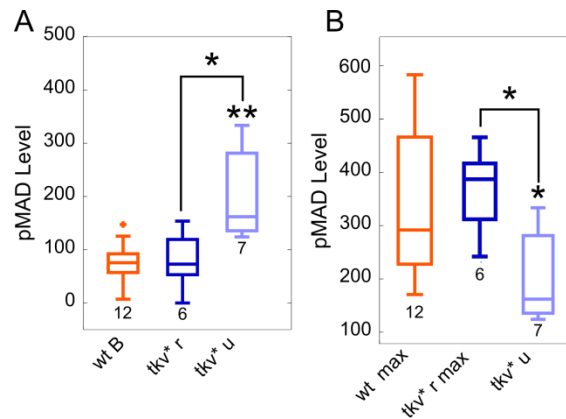 A
pMAD Level
500
400
300
200
100
0
*
**
12
6
7
wt B
tkv* r
tkv* u
B
pMAD Level
600
500
400
300
200
100
*
*
12
6
7
wt max
tkv* r max
tkv* u